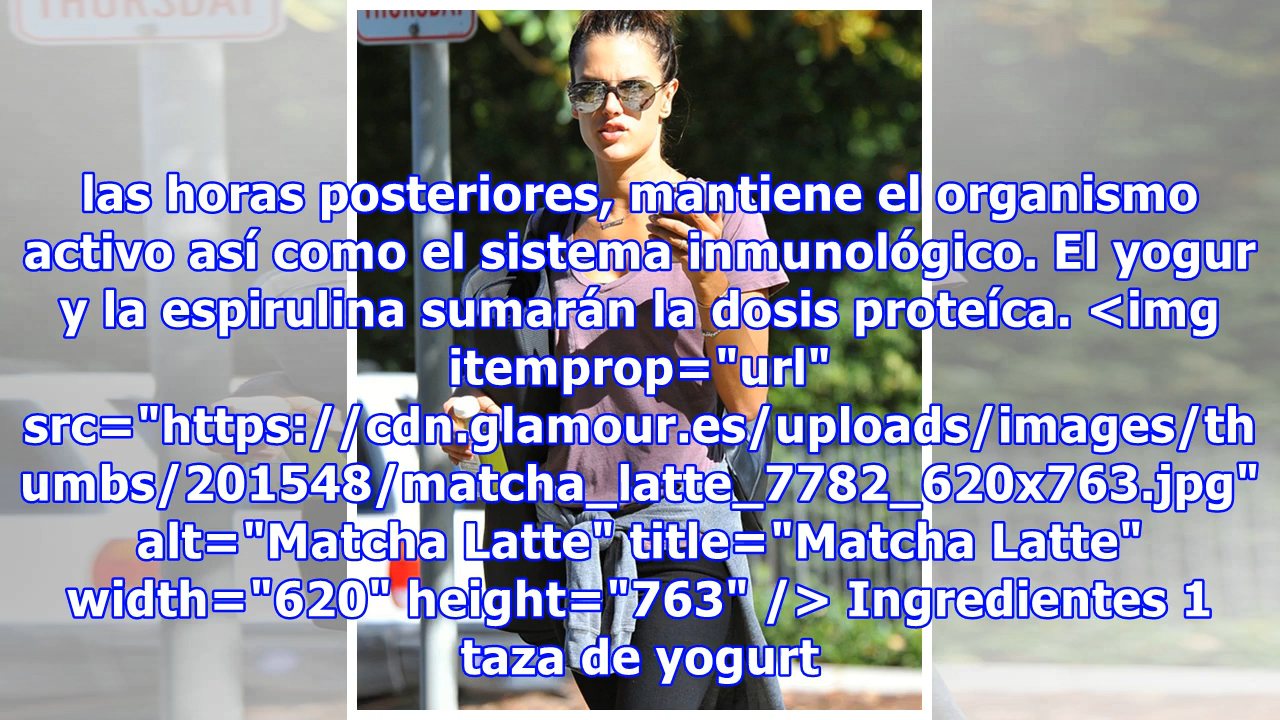 THURSDAY
THURSDAY
las horas posteriores, mantiene el organismo
activo así como el sistema inmunológico. El yogur
y la espirulina sumarán la dosis proteíca. <img
itemprop="url"
src="https://cdn.glamour.es/uploads/images/th
umbs/201548/matcha_latte_7782_620x763.jpg"
alt="Matcha Latte" title="Matcha Latte"
width="620" height="763" /> Ingredientes 1
taza de yogurt